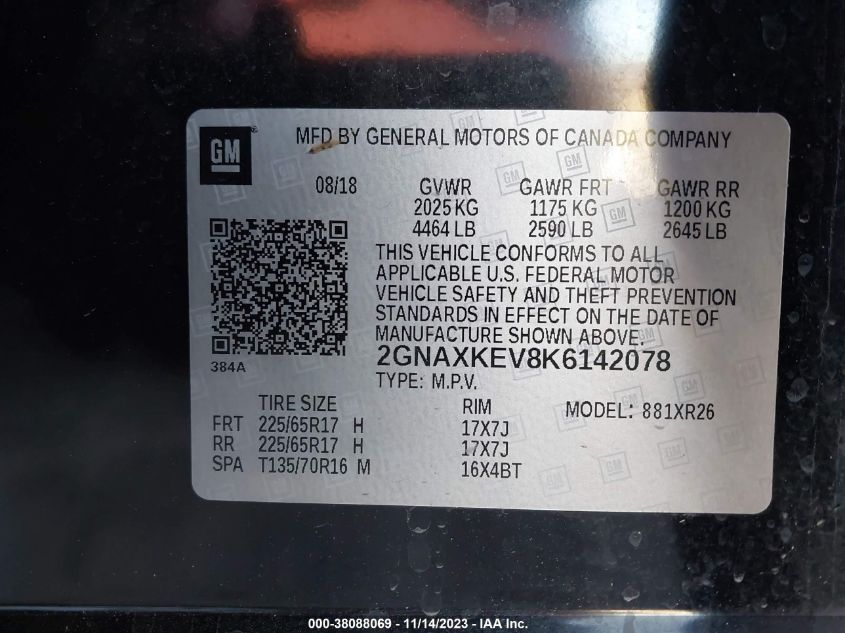 GM
MFD BY GENERAL MOTORS OF CANADA COMPANY
08/18 GVWR GAWR FRT GAWR RR
2025 KG 1175 KG 1200 KG
4464 LB 2590 LB 2645 LB
THIS VEHICLE CONFORMS TO ALL
APPLICABLE U.S. FEDERAL MOTOR
VEHICLE SAFETY AND THEFT PREVENTION
STANDARDS IN EFFECT ON THE DATE OF
MANUFACTURE SHOWN ABOVE.
384A
2GNAXKEV8K6142078
TYPE: M.P.V.
TIRE SIZE RIM MODEL: 881XR26
FRT 225/65R17 H 17X7J
RR 225/65R17 H 17X7J
SPA T135/70R16 M 16X4BT
000-38088069 - 11/14/2023 - IAA Inc.